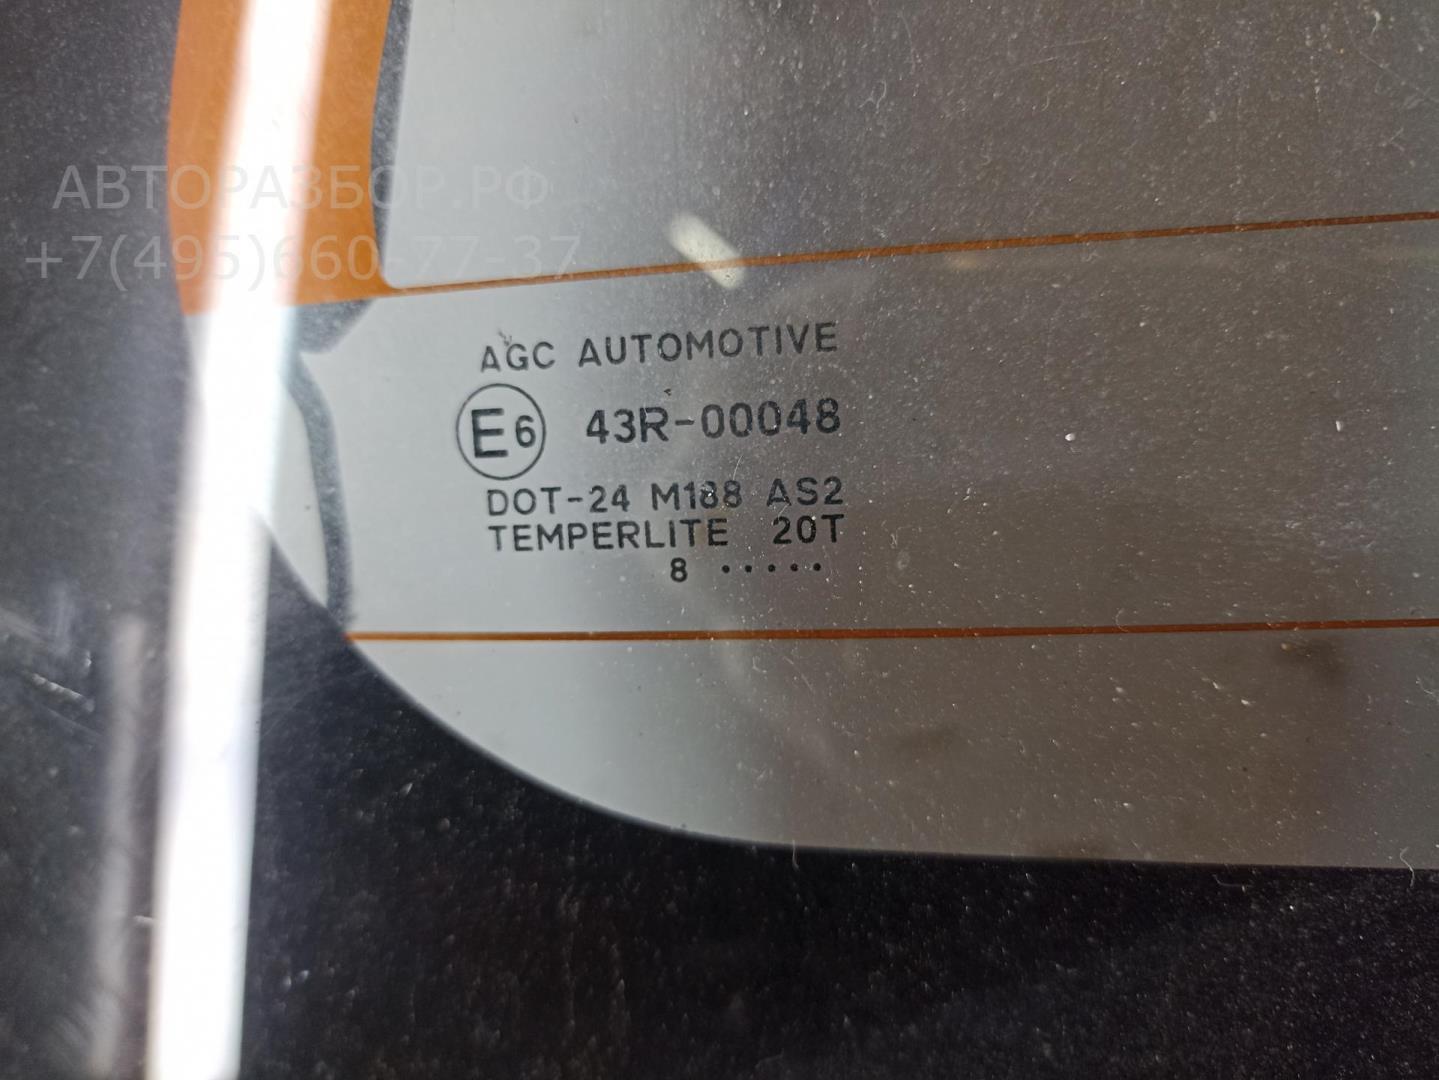 АВТОРАЗБОР.РФ
+7(495)660-77-37
AGC AUTOMOTIVE
E6 43R-00048
DOT-24 M188 AS2
TEMPERLITE 20T
8 .....